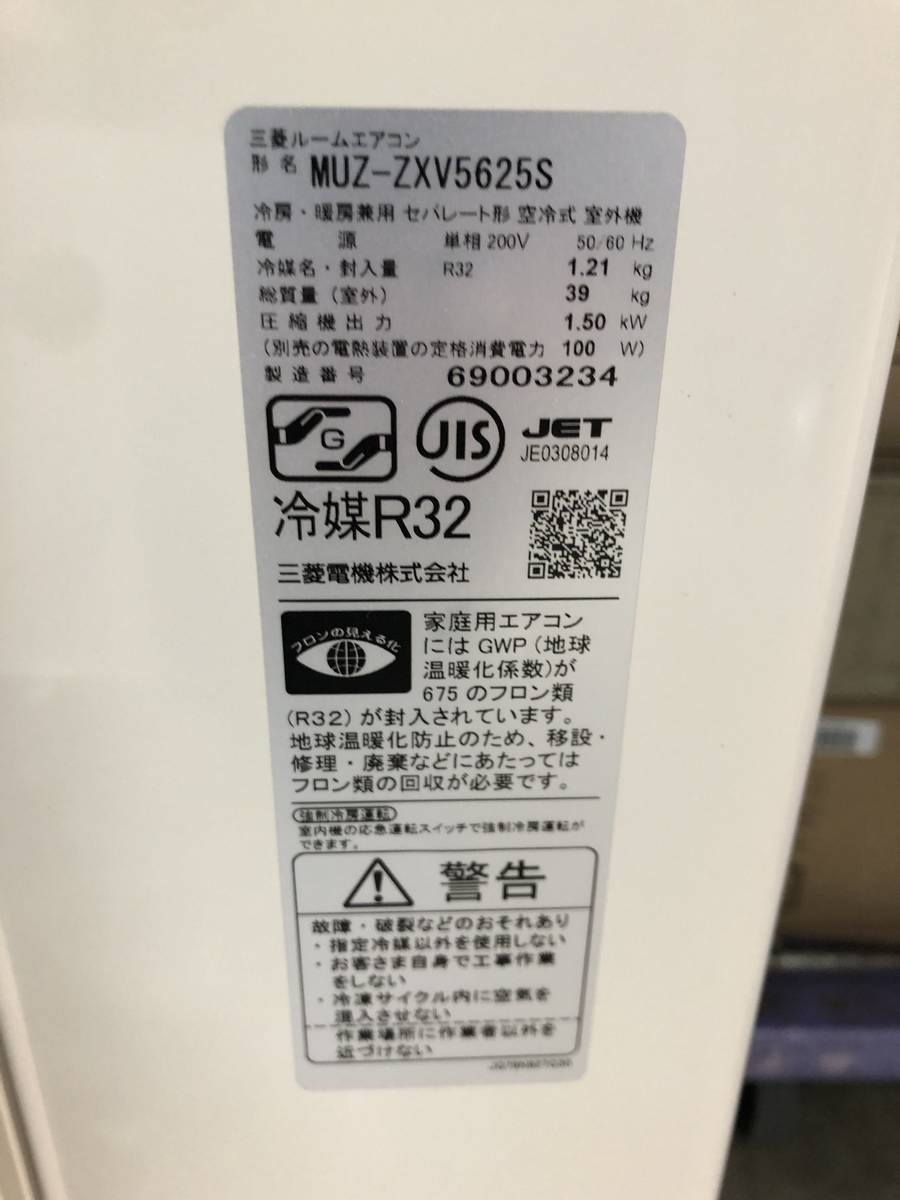 三菱ルームエアコン
形名 MUZ-ZXV5625S
冷房・暖房兼用 セパレート形 空冷式 室外機
電源 単相200V 50/60 Hz
冷媒名・封入量 R32 1.21 kg
総質量（室外） 39 kg
圧縮機出力 1.50 kW
（別売の電熱装置の定格消費電力 100 W）
製造番号 69003234
G JIS JET
JE0308014
冷媒R32
三菱電機株式会社
フロンの見える化
家庭用エアコン
にはGWP（地球
温暖化係数）が
675のフロン類
（R32）が封入されています。
地球温暖化防止のため、移設・
修理・廃棄などにあたっては
フロン類の回収が必要です。
強制冷房運転
室内機の応急運転スイッチで強制冷房運転が
できます。
警告
故障・破裂などのおそれあり
・指定冷媒以外を使用しない
・お客さま自身で工事作業
をしない
・冷凍サイクル内に空気を
混入させない
作業場所に作業者以外を
近づけない